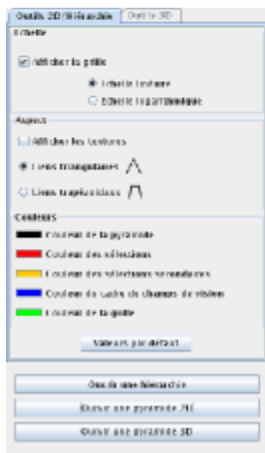 Outils 2D/Hiérarchie Outils 3D
Echelle
Afficher la grille
Echelle
Echelle logarithmique
Aspect
Afficher les textures
Liens triangulaires
Liens trapézoïdaux
Couleurs
Couleur de la pyramide
Couleur des sélections
Couleur des sélections secondaires
Couleur du cadre du champs de vision
Couleur de la grille
Valeurs par défaut
Ouvrir une hiérarchie
Ouvrir une pyramide 2D
Ouvrir une pyramide 3D